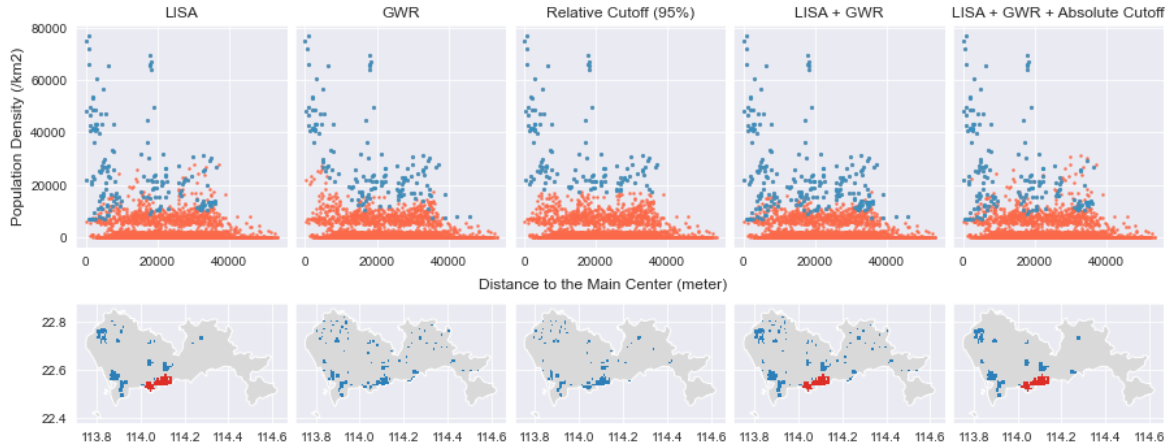 LISA GWR Relative Cutoff (95%) LISA + GWR LISA + GWR + Absolute Cutoff
Population Density (/km2)
80000
60000
40000
20000
0
0 20000 40000 0 20000 40000 0 20000 40000 0 20000 40000 0 20000 40000
Distance to the Main Center (meter)
22.8
22.6
22.4
113.8 114.0 114.2 114.4 114.6 113.8 114.0 114.2 114.4 114.6 113.8 114.0 114.2 114.4 114.6 113.8 114.0 114.2 114.4 114.6 113.8 114.0 114.2 114.4 114.6